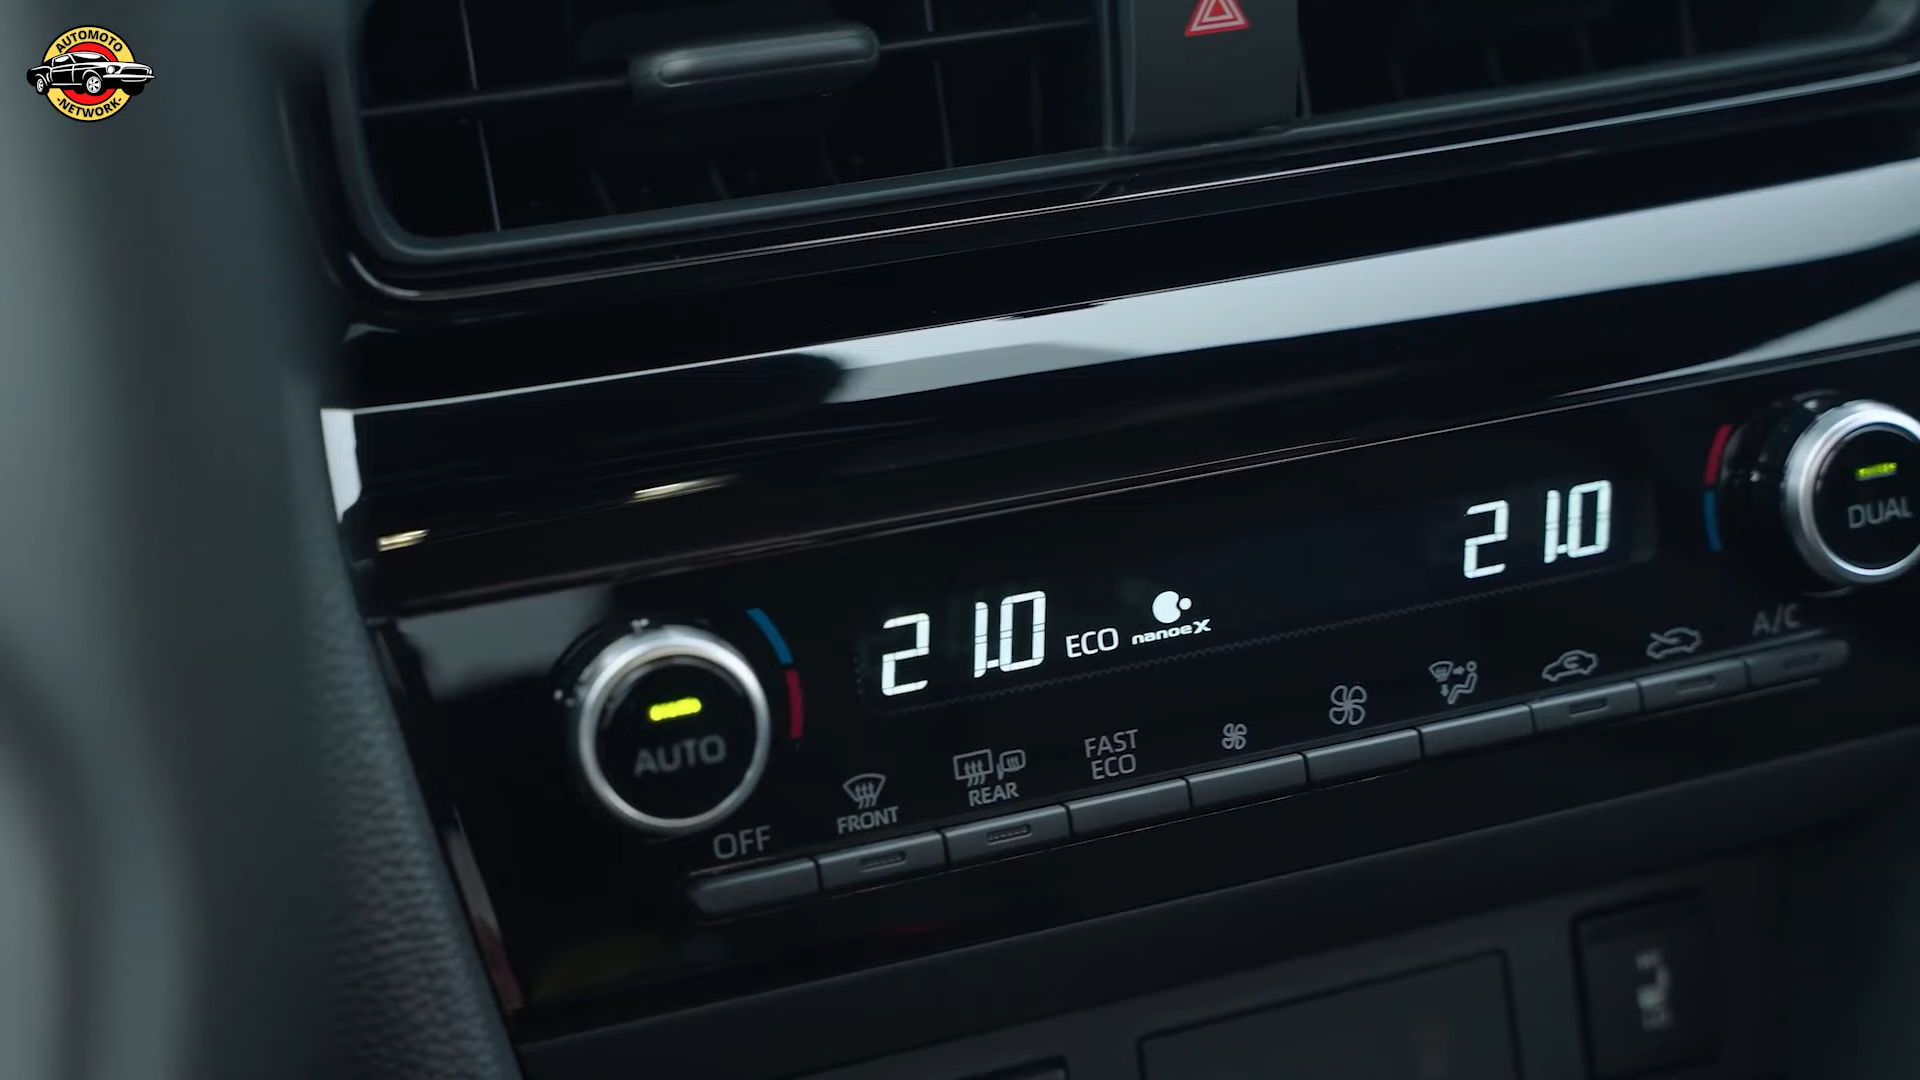 AUTOMOTO
-NETWORK-
21.0
ECO
nanoeX
21.0
DUAL
AUTO
OFF
FRONT
REAR
FAST
ECO
A/C